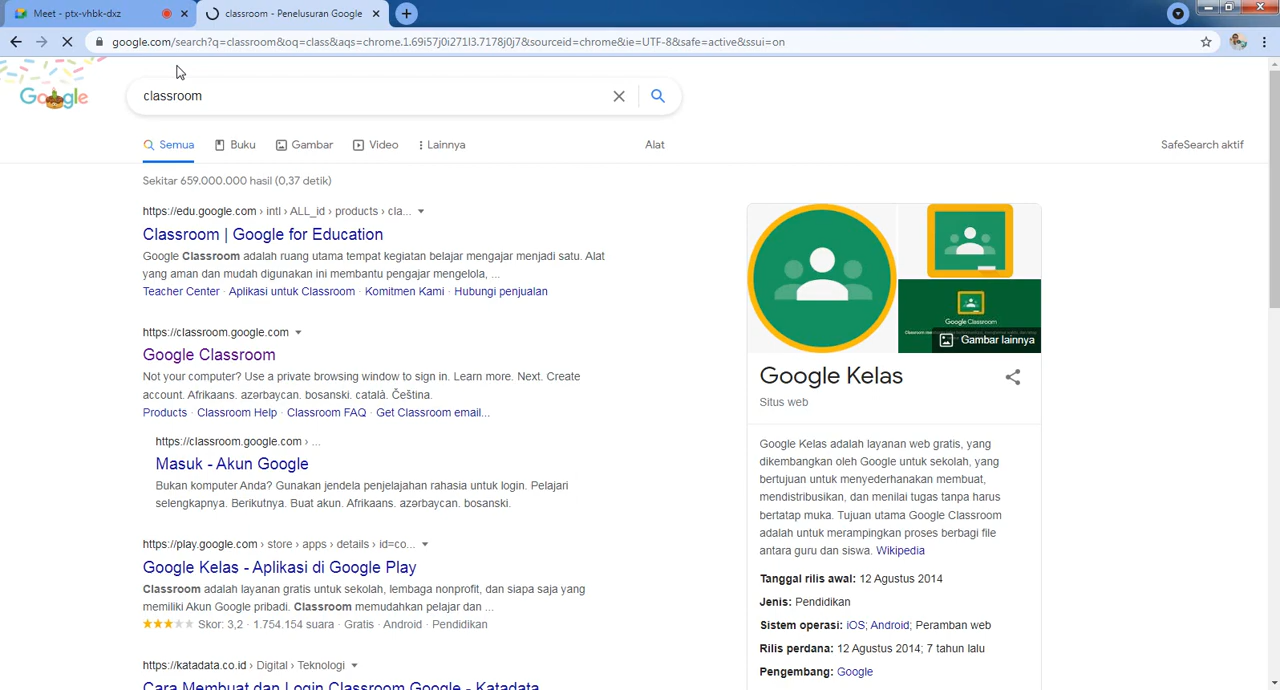 Meet - ptx-vhbk-dxz
classroom - Penelusuran Google
google.com/search?q=classroom&oq=class&aqs=chrome.1.69i57j0i271l3.7178j0j7&sourceid=chrome&ie=UTF-8&safe=active&ssui=on
Google
classroom
Semua
Buku
Gambar
Video
Lainnya
Alat
SafeSearch aktif
Sekitar 659.000.000 hasil (0,37 detik)
https://edu.google.com › intl › ALL_id › products › cla...
Classroom | Google for Education
Google Classroom adalah ruang utama tempat kegiatan belajar mengajar menjadi satu. Alat
yang aman dan mudah digunakan ini membantu pengajar mengelola, ...
Teacher Center · Aplikasi untuk Classroom · Komitmen Kami · Hubungi penjualan
https://classroom.google.com
Google Classroom
Not your computer? Use a private browsing window to sign in. Learn more. Next. Create
account. Afrikaans. azərbaycan. bosanski. català. Čeština.
Products · Classroom Help · Classroom FAQ · Get Classroom email...
https://classroom.google.com › ...
Masuk - Akun Google
Bukan komputer Anda? Gunakan jendela penjelajahan rahasia untuk login. Pelajari
selengkapnya. Berikutnya. Buat akun. Afrikaans. azərbaycan. bosanski.
https://play.google.com › store › apps › details › id=co...
Google Kelas - Aplikasi di Google Play
Classroom adalah layanan gratis untuk sekolah, lembaga nonprofit, dan siapa saja yang
memiliki Akun Google pribadi. Classroom memudahkan pelajar dan ...
Skor: 3,2 · 1.754.154 suara · Gratis · Android · Pendidikan
https://katadata.co.id › Digital › Teknologi
Cara Membuat dan Login Classroom Google - Katadata
Google Classroom
Gambar lainnya
Google Kelas
Situs web
Google Kelas adalah layanan web gratis, yang
dikembangkan oleh Google untuk sekolah, yang
bertujuan untuk menyederhanakan membuat,
mendistribusikan, dan menilai tugas tanpa harus
bertatap muka. Tujuan utama Google Classroom
adalah untuk merampingkan proses berbagi file
antara guru dan siswa. Wikipedia
Tanggal rilis awal: 12 Agustus 2014
Jenis: Pendidikan
Sistem operasi: iOS; Android; Peramban web
Rilis perdana: 12 Agustus 2014; 7 tahun lalu
Pengembang: Google